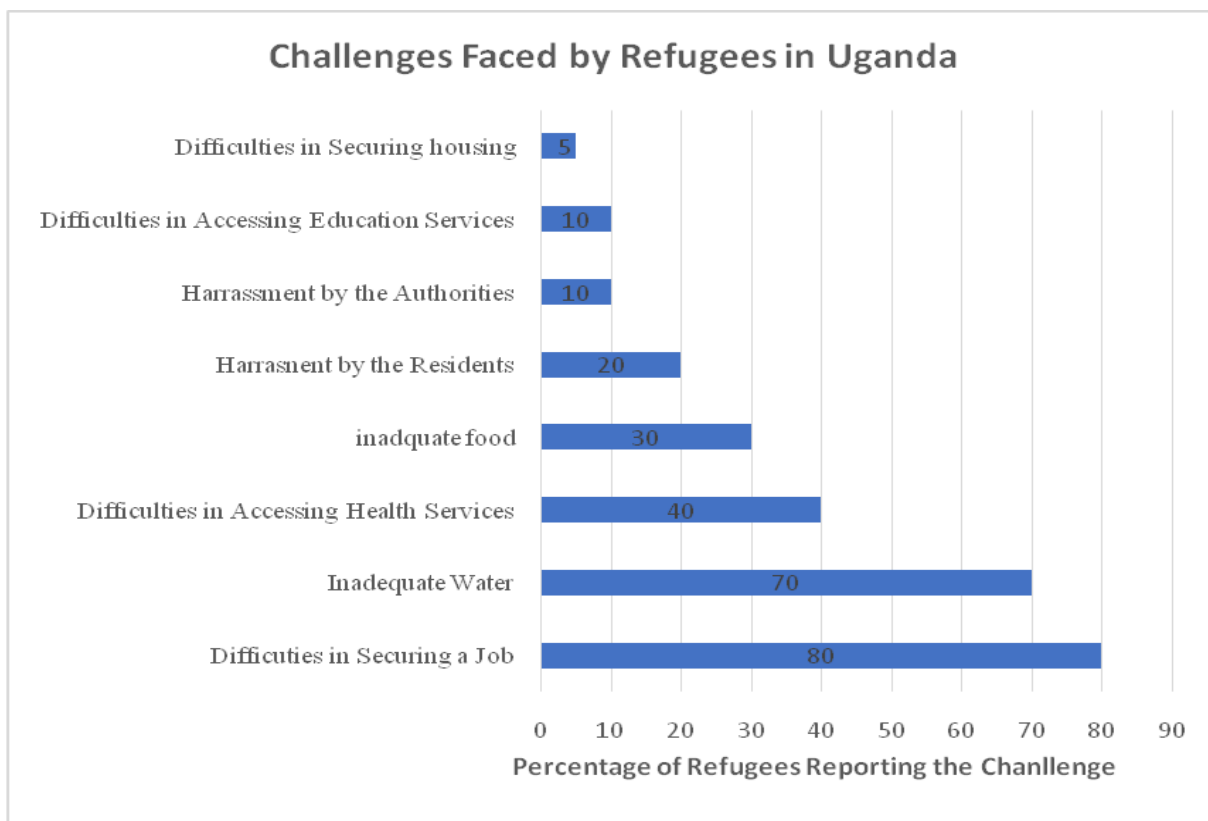 Challenges Faced by Refugees in Uganda
Difficulties in Securing housing
5
Difficulties in Accessing Education Services
10
Harrassment by the Authorities
10
Harrasnent by the Residents
20
inadquate food
30
Difficulties in Accessing Health Services
40
Inadequate Water
70
Difficuties in Securing a Job
80
0 10 20 30 40 50 60 70 80 90
Percentage of Refugees Reporting the Chanllenge